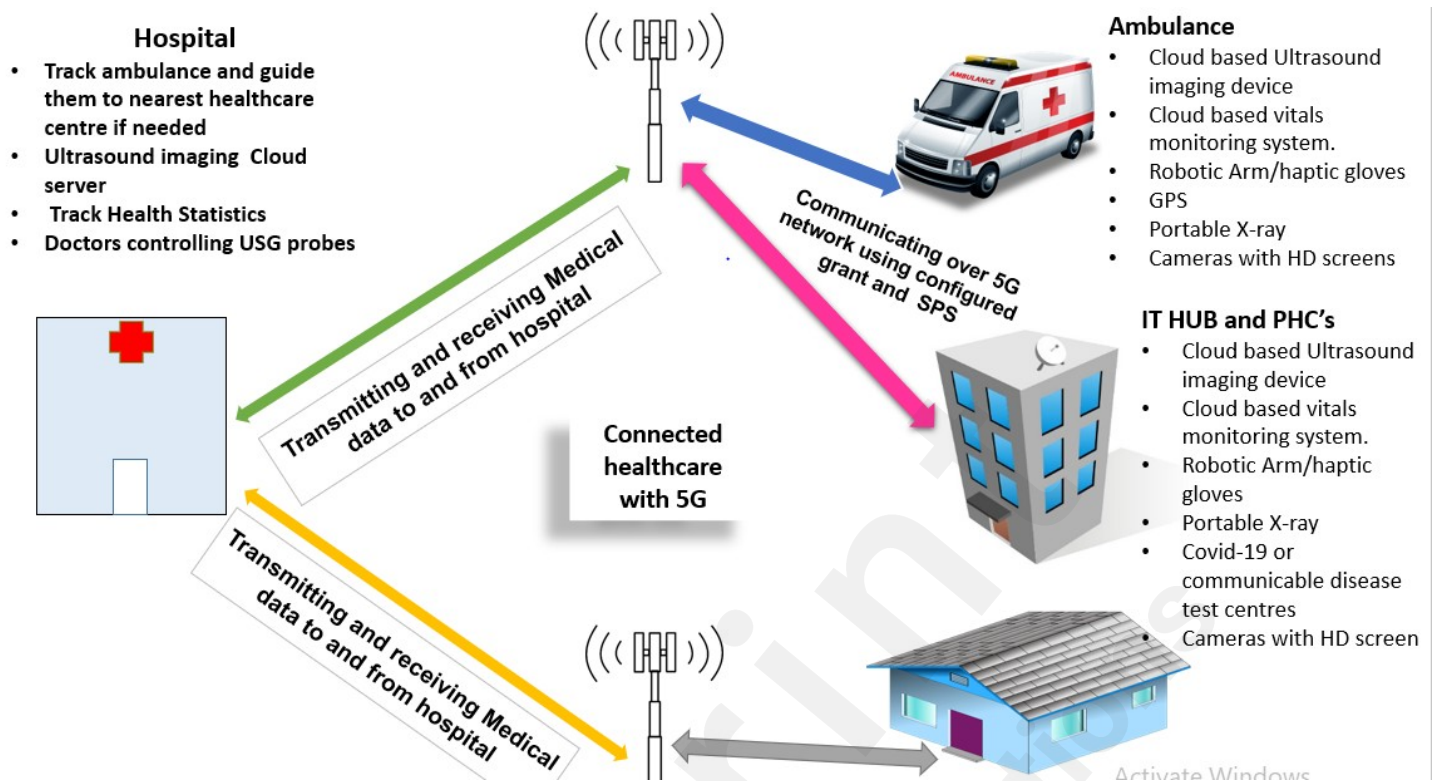 Hospital
• Track ambulance and guide
them to nearest healthcare
centre if needed
• Ultrasound imaging Cloud
server
• Track Health Statistics
• Doctors controlling USG probes
AMBULANCE
Ambulance
• Cloud based Ultrasound
imaging device
• Cloud based vitals
monitoring system.
• Robotic Arm/haptic gloves
• GPS
• Portable X-ray
• Cameras with HD screens
Communicating over 5G
network using configured
grant and SPS
Transmitting and receiving Medical
data to and from hospital
Connected
healthcare
with 5G
IT HUB and PHC's
• Cloud based Ultrasound
imaging device
• Cloud based vitals
monitoring system.
• Robotic Arm/haptic
gloves
• Portable X-ray
• Covid-19 or
communicable disease
test centres
• Cameras with HD screen
Transmitting and receiving Medical
data to and from hospital
Activate Windows